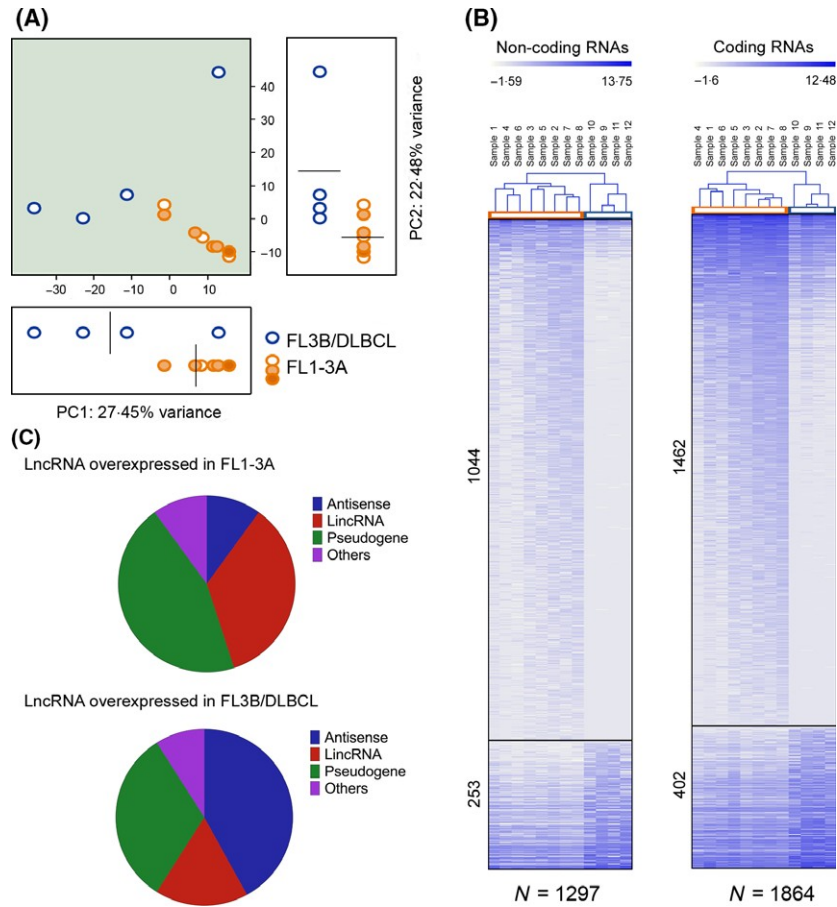 (A)
40
30
20
10
0
−10
−30
−20
−10
0
10
PC2: 22·48% variance
PC1: 27·45% variance
FL3B/DLBCL
FL1-3A
(B)
Non-coding RNAs
−1·59
13·75
Coding RNAs
−1·6
12·48
Sample 1
Sample 4
Sample 6
Sample 3
Sample 5
Sample 2
Sample 7
Sample 8
Sample 10
Sample 9
Sample 11
Sample 12
Sample 4
Sample 1
Sample 6
Sample 5
Sample 3
Sample 2
Sample 7
Sample 8
Sample 10
Sample 9
Sample 11
Sample 12
1044
253
1462
402
N = 1297
N = 1864
(C)
LncRNA overexpressed in FL1-3A
Antisense
LincRNA
Pseudogene
Others
LncRNA overexpressed in FL3B/DLBCL
Antisense
LincRNA
Pseudogene
Others